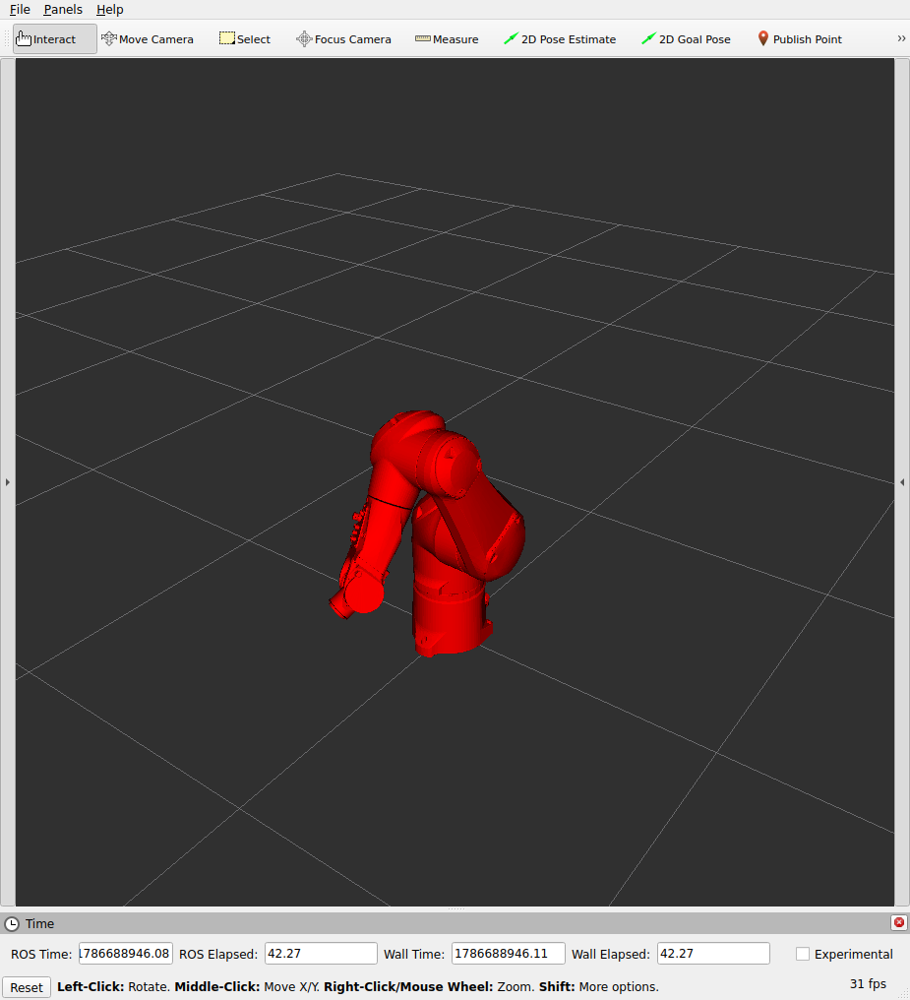 File Panels Help
Interact Move Camera Select Focus Camera Measure 2D Pose Estimate 2D Goal Pose Publish Point »
Time
ROS Time: 1786688946.08 ROS Elapsed: 42.27 Wall Time: 1786688946.11 Wall Elapsed: 42.27 Experimental
Reset Left-Click: Rotate. Middle-Click: Move X/Y. Right-Click/Mouse Wheel: Zoom. Shift: More options. 31 fps